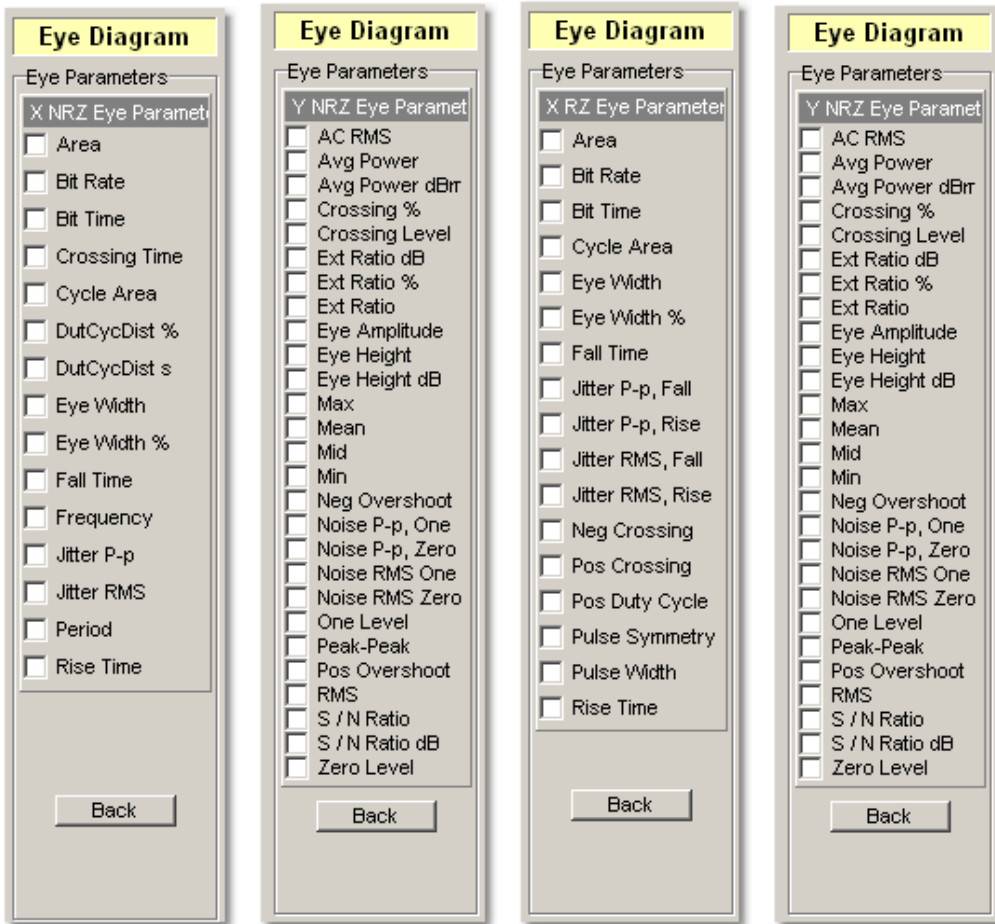 Eye Diagram
Eye Parameters
X NRZ Eye Paramet
Area
Bit Rate
Bit Time
Crossing Time
Cycle Area
DutCycDist %
DutCycDist s
Eye Width
Eye Width %
Fall Time
Frequency
Jitter P-p
Jitter RMS
Period
Rise Time
Back
Eye Diagram
Eye Parameters
Y NRZ Eye Paramet
AC RMS
Avg Power
Avg Power dBm
Crossing %
Crossing Level
Ext Ratio dB
Ext Ratio %
Ext Ratio
Eye Amplitude
Eye Height
Eye Height dB
Max
Mean
Mid
Min
Neg Overshoot
Noise P-p, One
Noise P-p, Zero
Noise RMS One
Noise RMS Zero
One Level
Peak-Peak
Pos Overshoot
RMS
S / N Ratio
S / N Ratio dB
Zero Level
Back
Eye Diagram
Eye Parameters
X RZ Eye Parameter
Area
Bit Rate
Bit Time
Cycle Area
Eye Width
Eye Width %
Fall Time
Jitter P-p, Fall
Jitter P-p, Rise
Jitter RMS, Fall
Jitter RMS, Rise
Neg Crossing
Pos Crossing
Pos Duty Cycle
Pulse Symmetry
Pulse Width
Rise Time
Back
Eye Diagram
Eye Parameters
Y NRZ Eye Paramet
AC RMS
Avg Power
Avg Power dBm
Crossing %
Crossing Level
Ext Ratio dB
Ext Ratio %
Ext Ratio
Eye Amplitude
Eye Height
Eye Height dB
Max
Mean
Mid
Min
Neg Overshoot
Noise P-p, One
Noise P-p, Zero
Noise RMS One
Noise RMS Zero
One Level
Peak-Peak
Pos Overshoot
RMS
S / N Ratio
S / N Ratio dB
Zero Level
Back